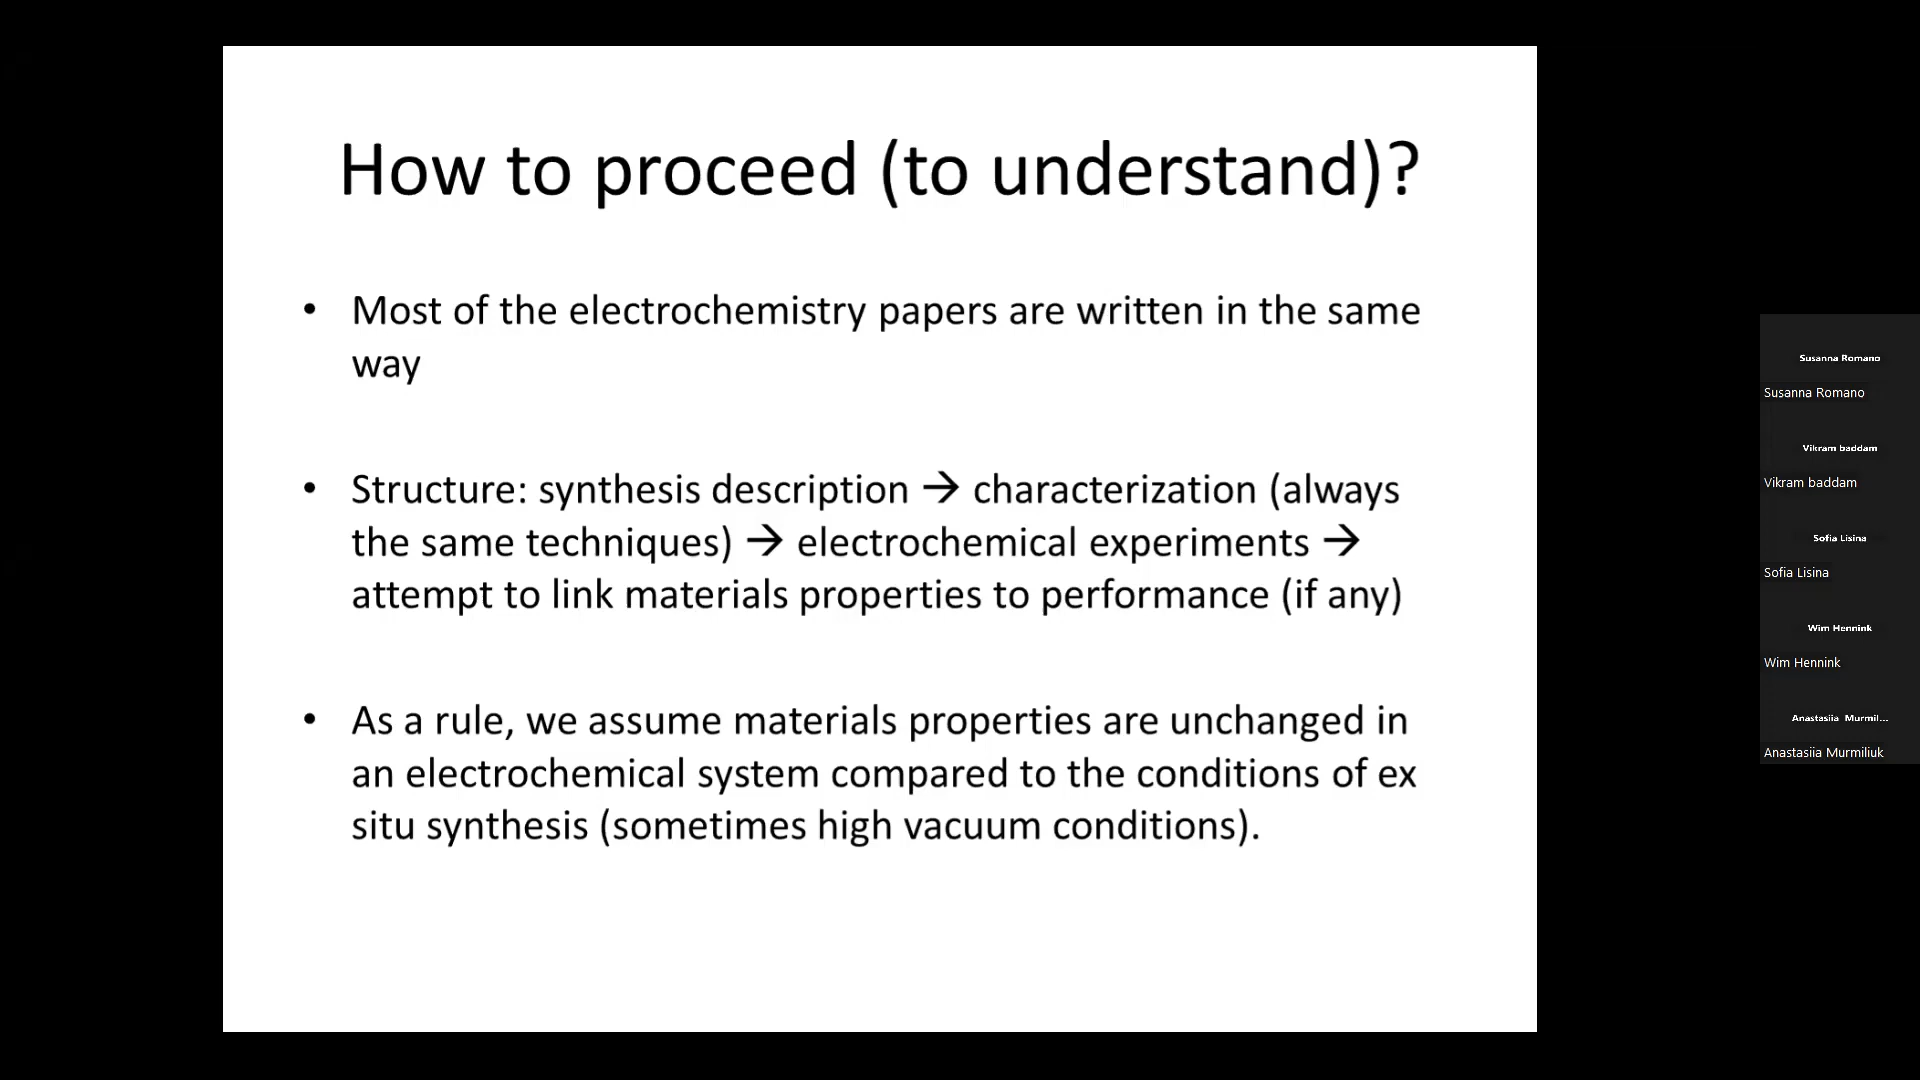 How to proceed (to understand)?
• Most of the electrochemistry papers are written in the same
way
• Structure: synthesis description → characterization (always
the same techniques) → electrochemical experiments →
attempt to link materials properties to performance (if any)
• As a rule, we assume materials properties are unchanged in
an electrochemical system compared to the conditions of ex
situ synthesis (sometimes high vacuum conditions).
Susanna Romano
Susanna Romano
Vikram baddam
Vikram baddam
Sofia Lisina
Sofia Lisina
Wim Hennink
Wim Hennink
Anastasiia Murmil...
Anastasiia Murmiliuk